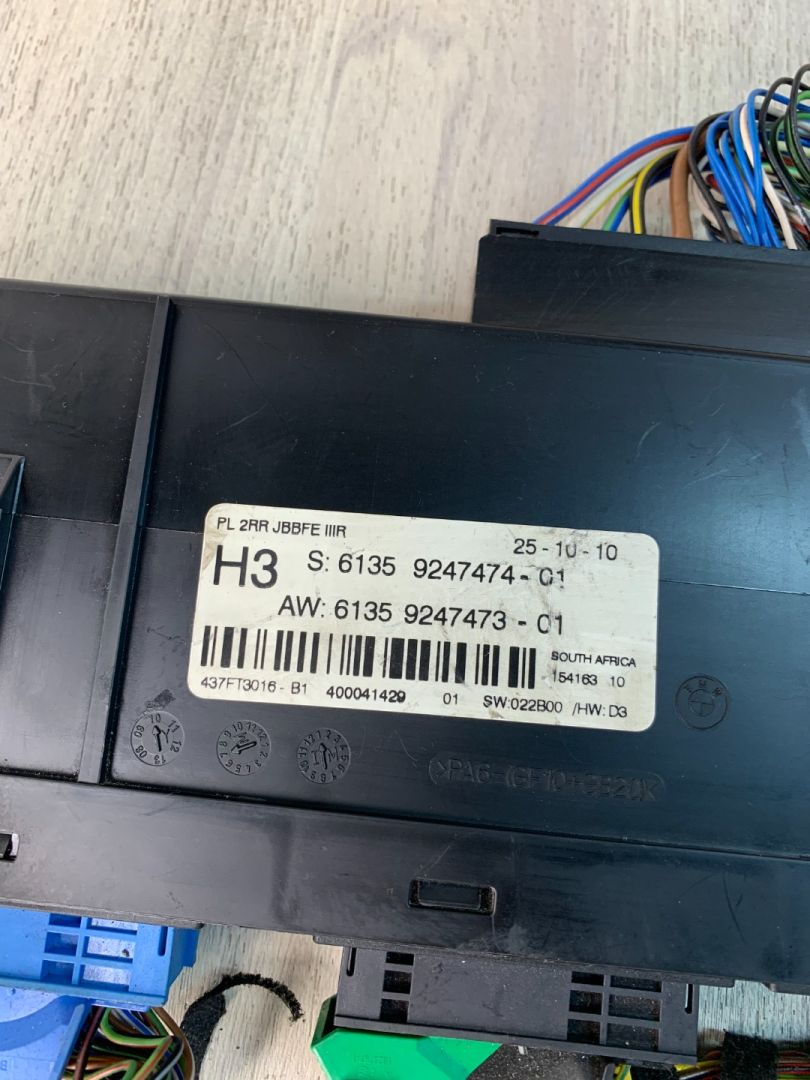 PL 2RR JBBFE IIIR
25-10-10
H3 S: 6135 9247474-01
AW: 6135 9247473-01
SOUTH AFRICA
154163 10
437FT3016-B1 400041429 01 SW:022B00 /HW:D3
BMW